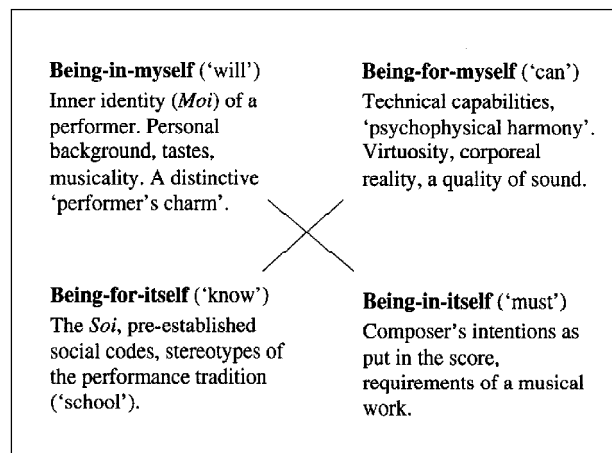 Being-in-myself ('will')
Inner identity (Moi) of a
performer. Personal
background, tastes,
musicality. A distinctive
'performer's charm'.
Being-for-myself ('can')
Technical capabilities,
'psychophysical harmony'.
Virtuosity, corporeal
reality, a quality of sound.
Being-for-itself ('know')
The Soi, pre-established
social codes, stereotypes of
the performance tradition
('school').
Being-in-itself ('must')
Composer's intentions as
put in the score,
requirements of a musical
work.